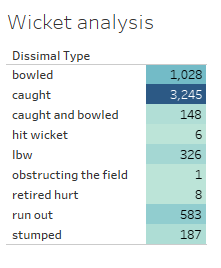 Wicket analysis
Dissimal Type
bowled 1,028
caught 3,245
caught and bowled 148
hit wicket 6
lbw 326
obstructing the field 1
retired hurt 8
run out 583
stumped 187